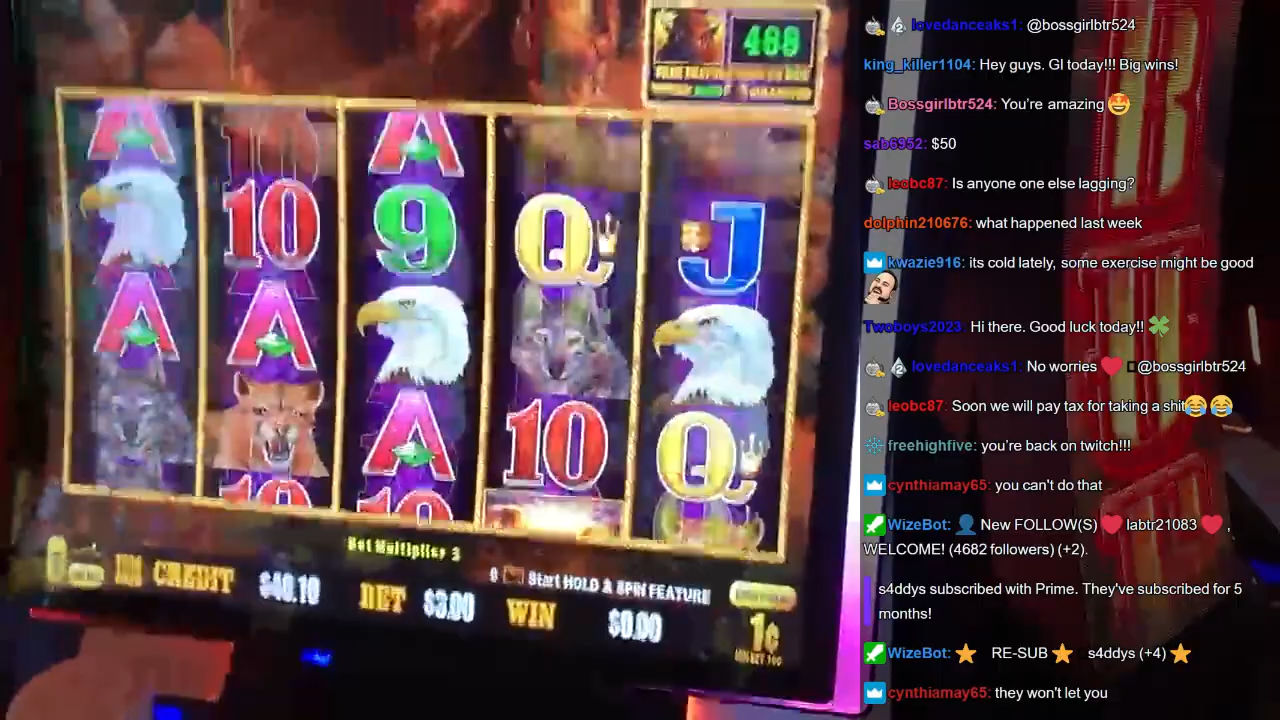 468
A
A
10
10
9
Q
J
A
A
A
10
Q
10
10
Bet Multiplier 3
CREDIT $40.10 BET $3.00 WIN $0.00
Start HOLD & SPIN FEATURE
1¢
lovedanceaks1: @bossgirlbtr524
king_killer1104: Hey guys. Gl today!!! Big wins!
Bossgirlbtr524: You're amazing 🤩
sab6952: $50
leobc87: Is anyone one else lagging?
dolphin210676: what happened last week
kwazie916: its cold lately, some exercise might be good
Twoboys2023: Hi there. Good luck today!! 🍀
lovedanceaks1: No worries ❤️ @bossgirlbtr524
leobc87: Soon we will pay tax for taking a shit😂 😂
freehighfive: you're back on twitch!!!
cynthiamay65: you can't do that
WizeBot: 👤 New FOLLOW(S) ❤️ labtr21083 ❤️ ,
WELCOME! (4682 followers) (+2).
s4ddys subscribed with Prime. They've subscribed for 5
months!
WizeBot: ⭐ RE-SUB ⭐ s4ddys (+4) ⭐
cynthiamay65: they won't let you